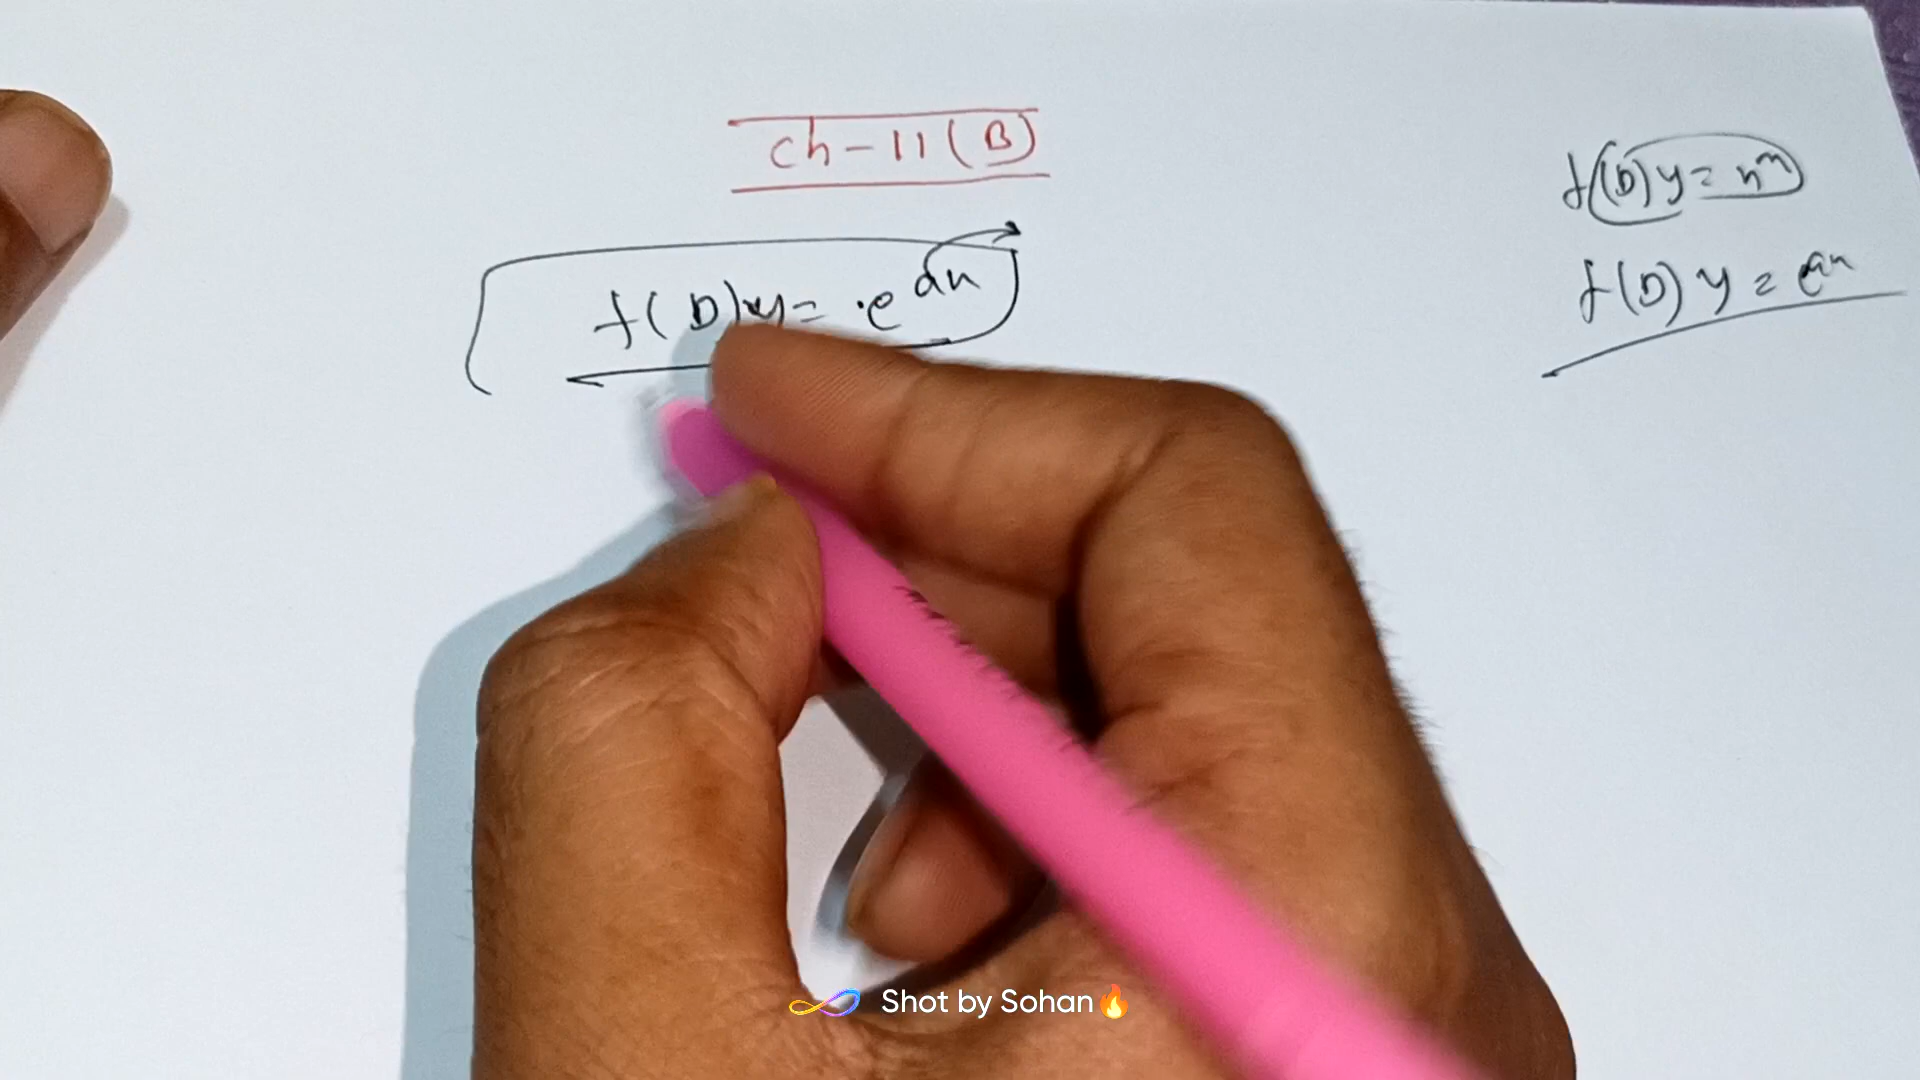 ch-11(B)
f(D)y= e^ax
f(D)y= x^m
f(D)y= e^ax
Shot by Sohan🔥